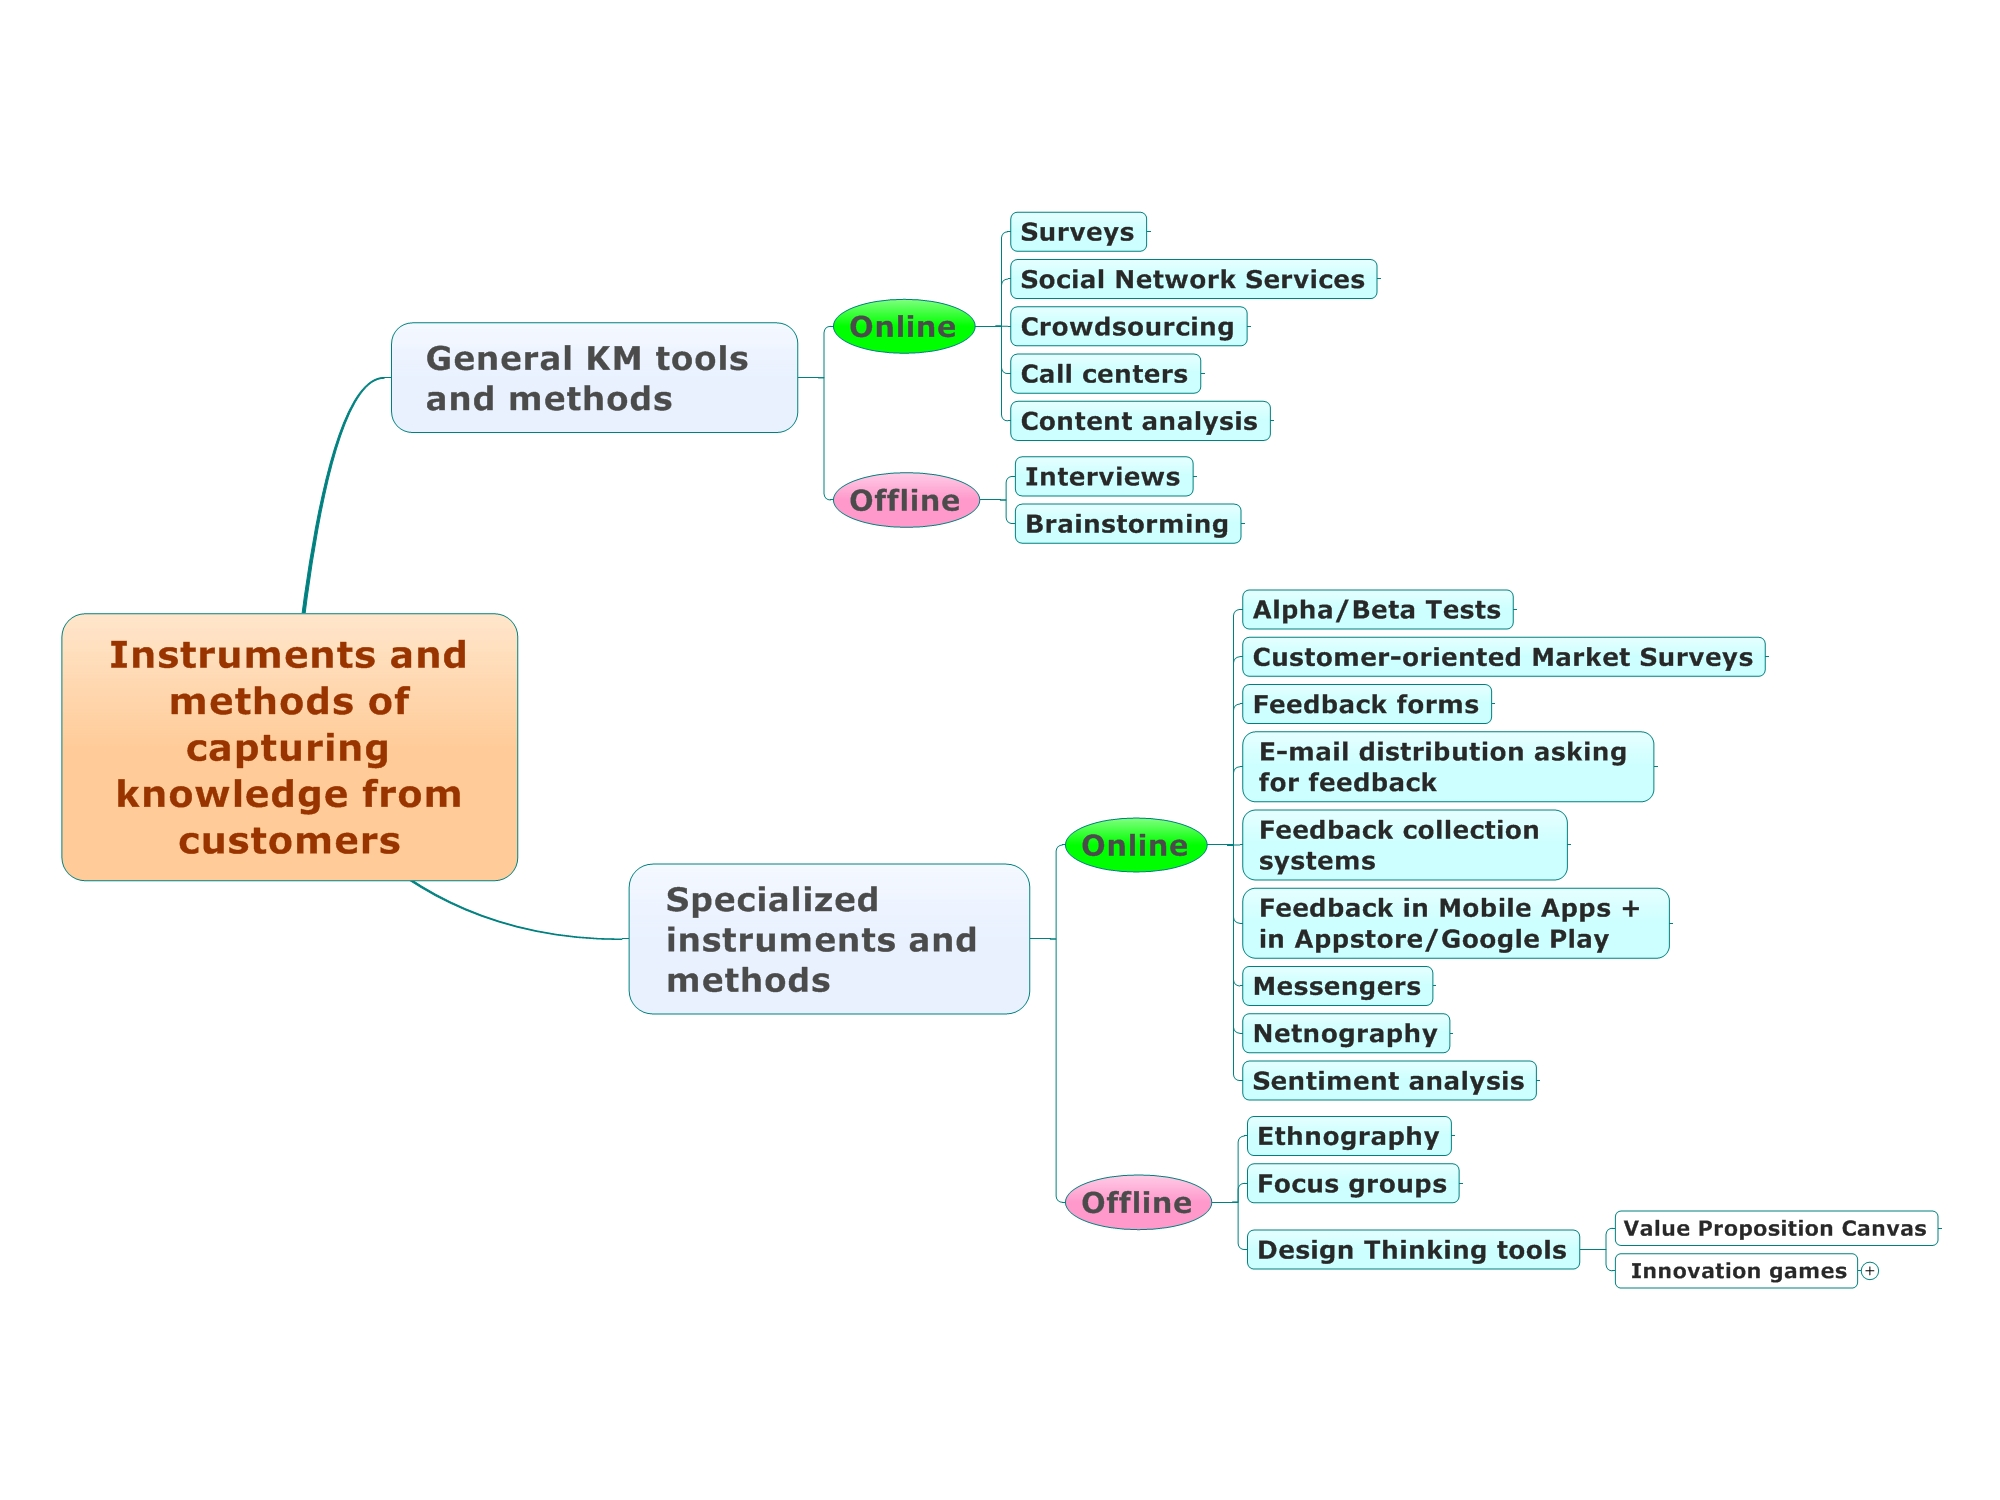 Instruments and
methods of
capturing
knowledge from
customers
General KM tools
and methods
Online
Surveys
Social Network Services
Crowdsourcing
Call centers
Content analysis
Offline
Interviews
Brainstorming
Specialized
instruments and
methods
Online
Alpha/Beta Tests
Customer-oriented Market Surveys
Feedback forms
E-mail distribution asking
for feedback
Feedback collection
systems
Feedback in Mobile Apps +
in Appstore/Google Play
Messengers
Netnography
Sentiment analysis
Offline
Ethnography
Focus groups
Design Thinking tools
Value Proposition Canvas
Innovation games